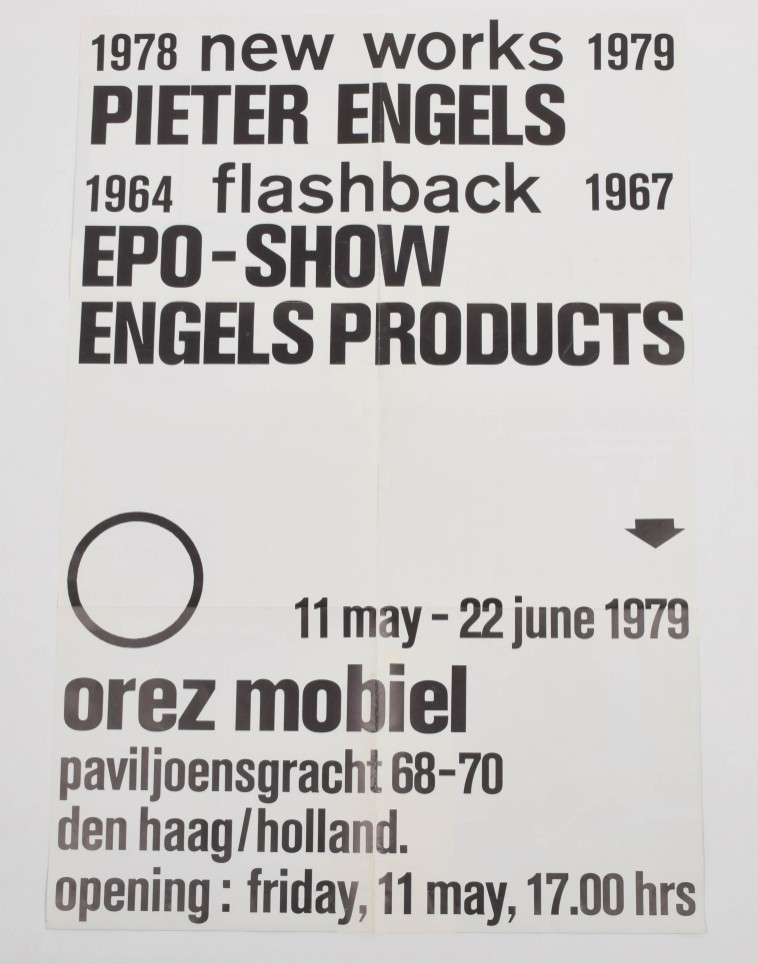 1978 new works 1979
PIETER ENGELS
1964 flashback 1967
EPO-SHOW
ENGELS PRODUCTS
11 may - 22 june 1979
orez mobiel
paviljoensgracht 68-70
den haag/holland.
opening : friday, 11 may, 17.00 hrs